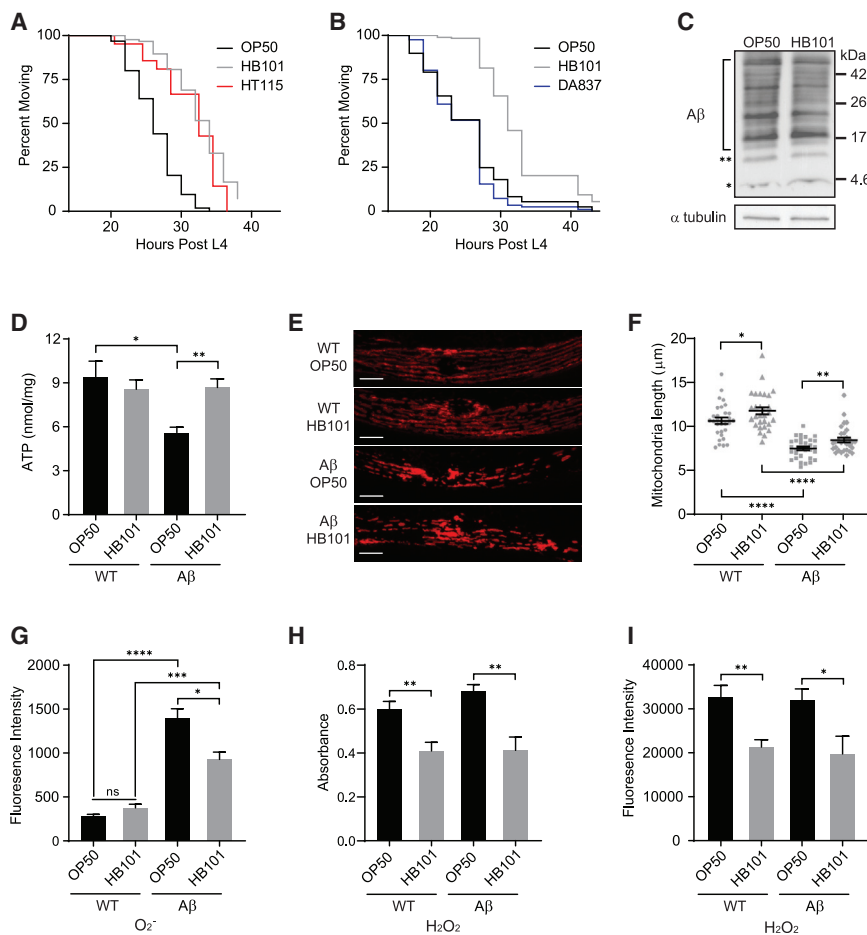 A
Percent Moving
100
75
50
25
0
20
30
40
Hours Post L4
OP50
HB101
HT115
B
Percent Moving
100
75
50
25
0
20
30
40
Hours Post L4
OP50
HB101
DA837
C
OP50 HB101
kDa
42
26
17
4.6
Aβ
**
*
α tubulin
D
ATP (nmol/mg)
12
9
6
3
0
*
**
OP50
HB101
OP50
HB101
WT
Aβ
E
WT
OP50
WT
HB101
Aβ
OP50
Aβ
HB101
F
Mitochondria length (μm)
20
15
10
5
0
*
**
****
****
OP50
HB101
OP50
HB101
WT
Aβ
G
Fluoresence Intensity
2000
1500
1000
500
0
****
***
*
ns
OP50
HB101
OP50
HB101
WT
Aβ
O₂⁻
H
Absorbance
0.8
0.6
0.4
0.2
0.0
**
**
OP50
HB101
OP50
HB101
WT
Aβ
H₂O₂
I
Fluoresence Intensity
40000
30000
20000
10000
0
**
*
OP50
HB101
OP50
HB101
WT
Aβ
H₂O₂